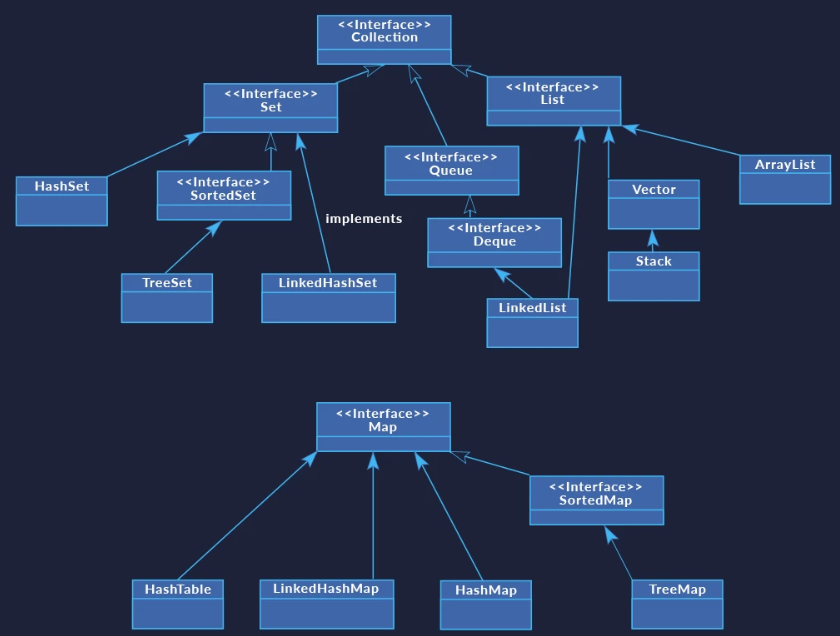 <<Interface>>
Collection
<<Interface>>
Set
<<Interface>>
List
<<Interface>>
Queue
ArrayList
HashSet
<<Interface>>
SortedSet
Vector
implements
<<Interface>>
Deque
Stack
TreeSet
LinkedHashSet
LinkedList
<<Interface>>
Map
<<Interface>>
SortedMap
HashTable
LinkedHashMap
HashMap
TreeMap